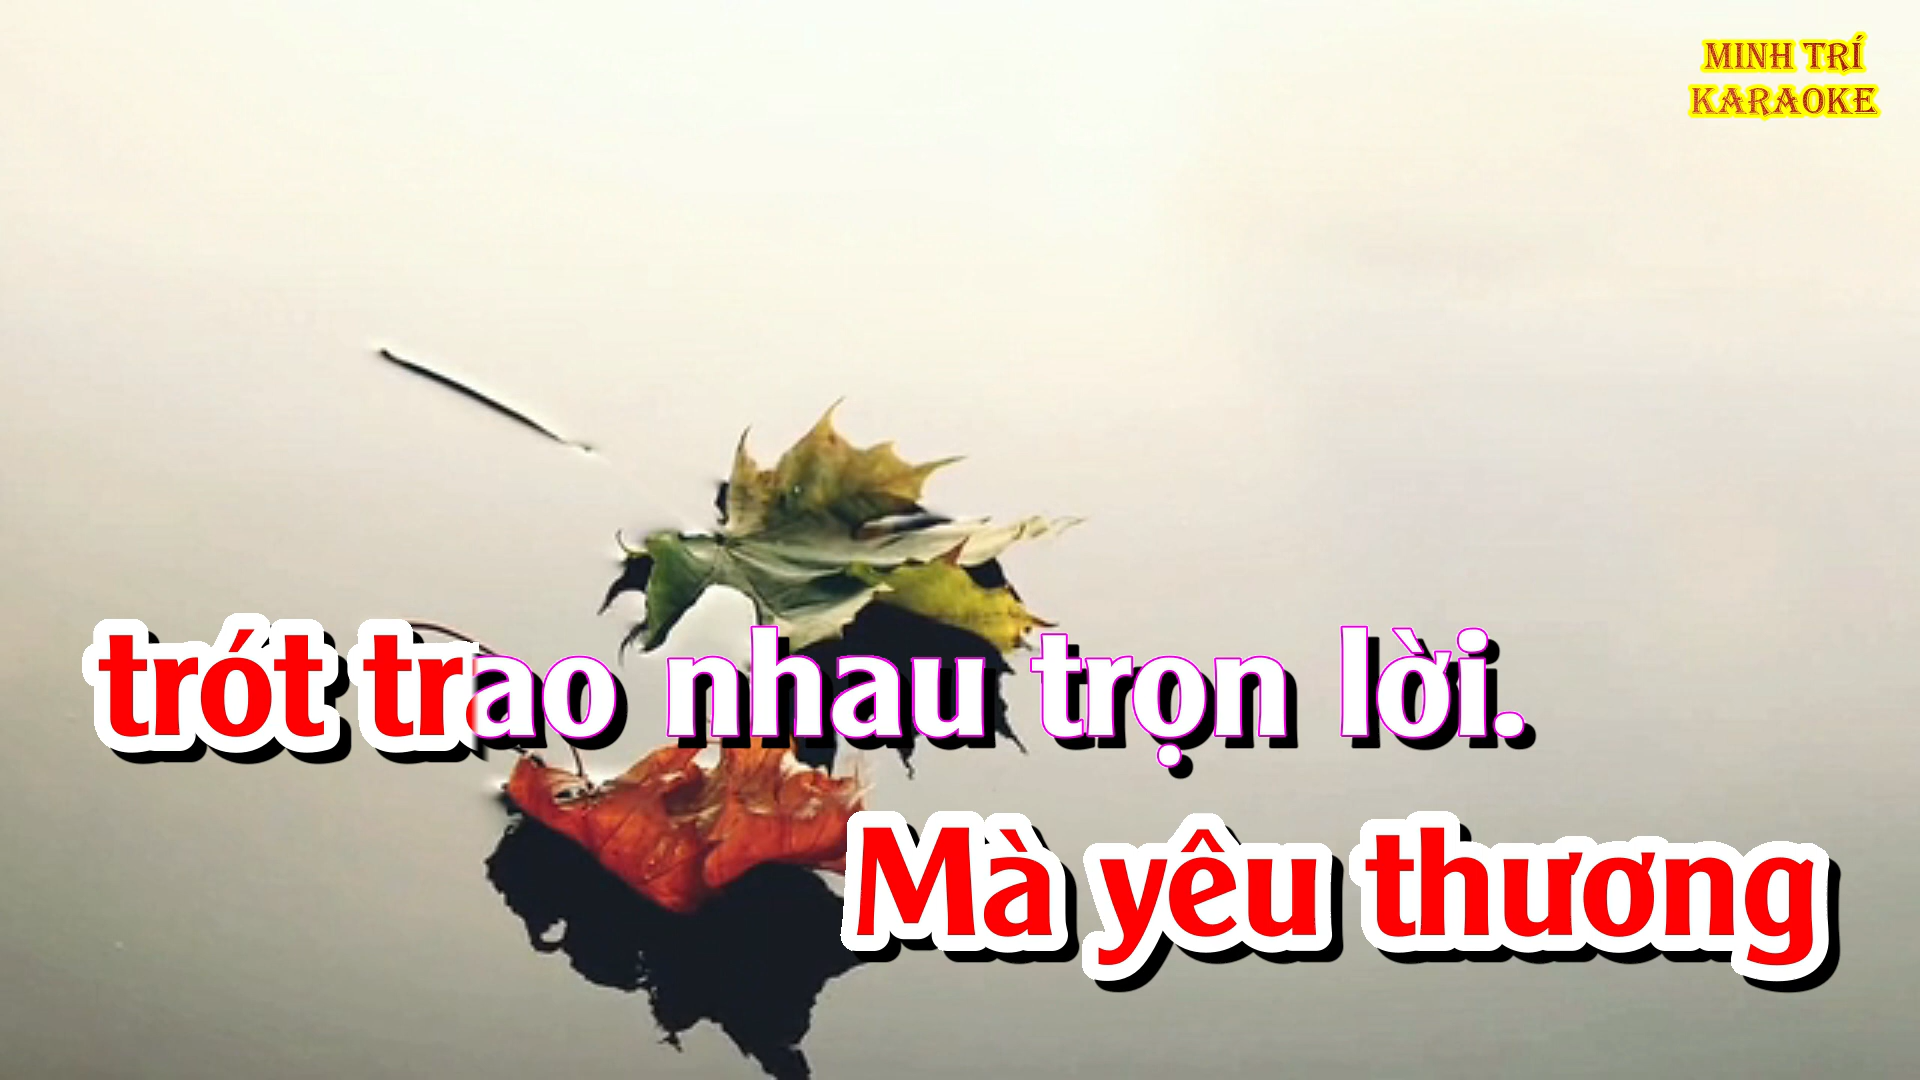 MINH TRÍ
KARAOKE
trót trao nhau trọn lời.
Mà yêu thương